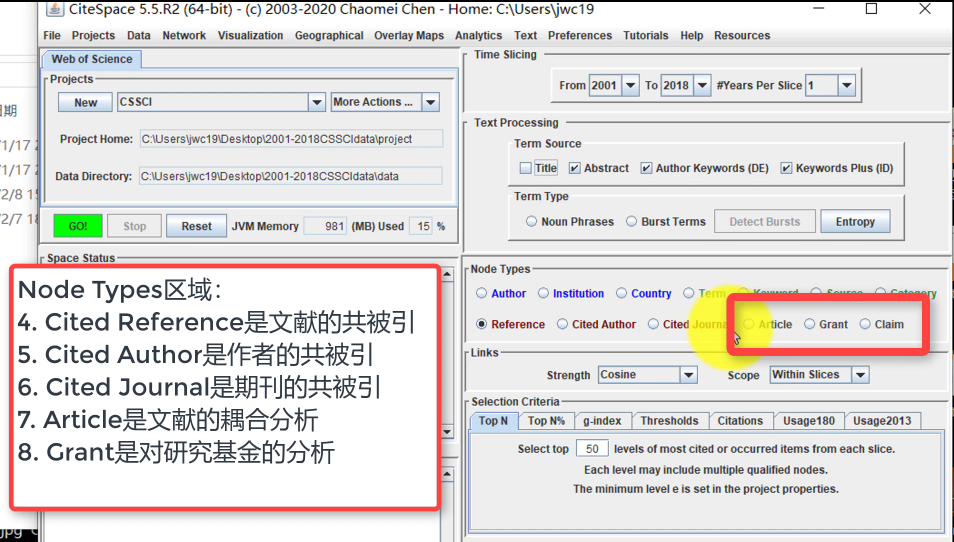 CiteSpace 5.5.R2 (64-bit) - (c) 2003-2020 Chaomei Chen - Home: C:\Users\jwc19
File Projects Data Network Visualization Geographical Overlay Maps Analytics Text Preferences Tutorials Help Resources
Web of Science
Projects
New CSSCI More Actions ...
Project Home: C:\Users\jwc19\Desktop\2001-2018CSSCIdata\project
Data Directory: C:\Users\jwc19\Desktop\2001-2018CSSCIdata\data
GO! Stop Reset JVM Memory 981 (MB) Used 15 %
Space Status
Node Types区域：
4. Cited Reference是文献的共被引
5. Cited Author是作者的共被引
6. Cited Journal是期刊的共被引
7. Article是文献的耦合分析
8. Grant是对研究基金的分析
Time Slicing
From 2001 To 2018 #Years Per Slice 1
Text Processing
Term Source
Title Abstract Author Keywords (DE) Keywords Plus (ID)
Term Type
Noun Phrases Burst Terms Detect Bursts Entropy
Node Types
Author Institution Country Term Keyword Source Category
Reference Cited Author Cited Journal Article Grant Claim
Links
Strength Cosine Scope Within Slices
Selection Criteria
Top N Top N% g-index Thresholds Citations Usage180 Usage2013
Select top 50 levels of most cited or occurred items from each slice.
Each level may include multiple qualified nodes.
The minimum level e is set in the project properties.